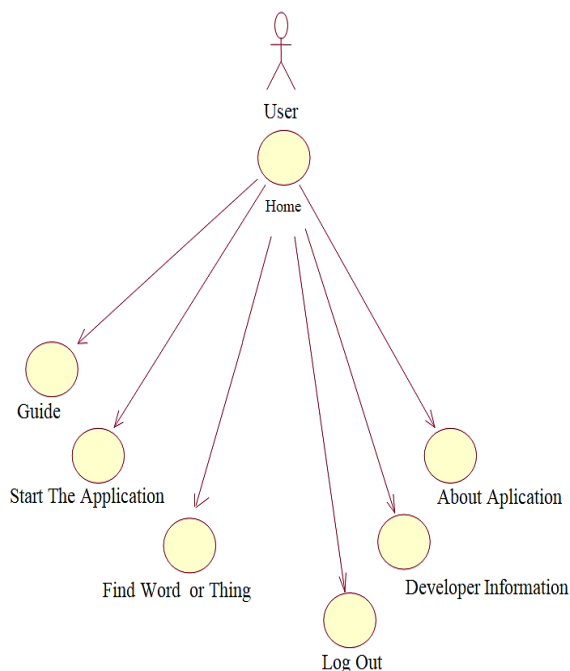 User
Home
Guide
Start The Application
Find Word or Thing
Log Out
Developer Information
About Aplication